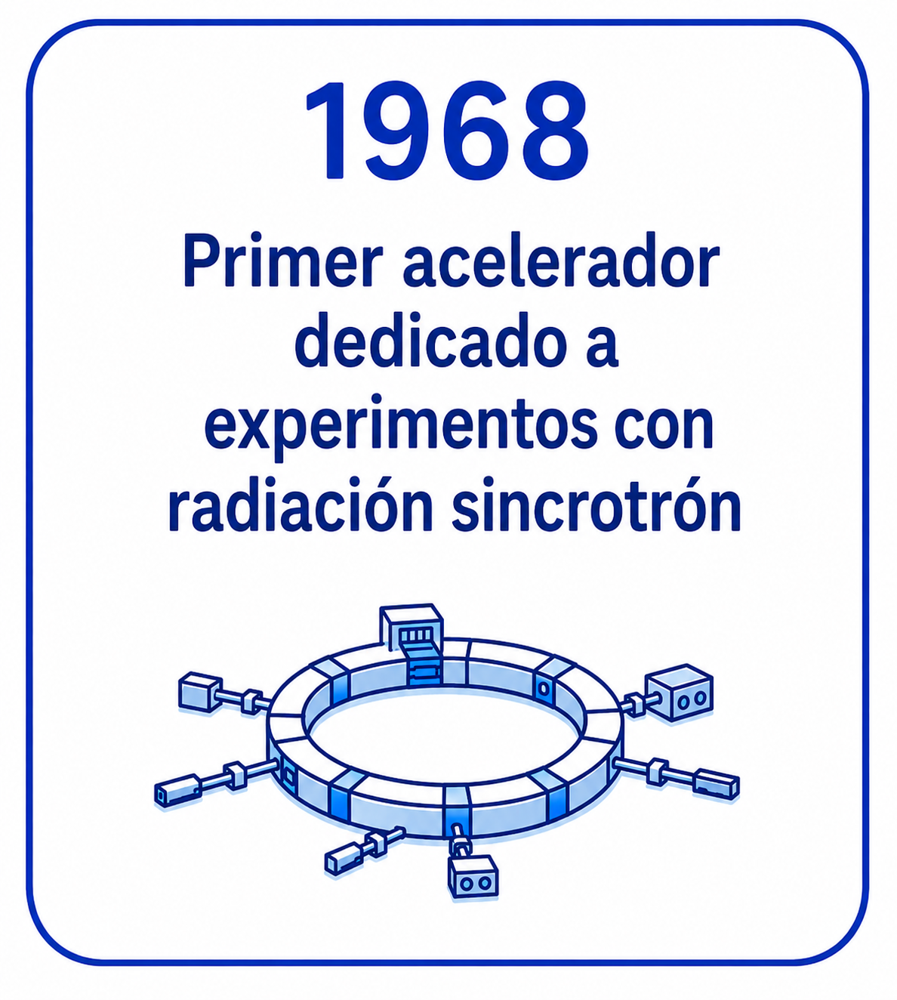 1968
Primer acelerador
dedicado a
experimentos con
radiación sincrotrón